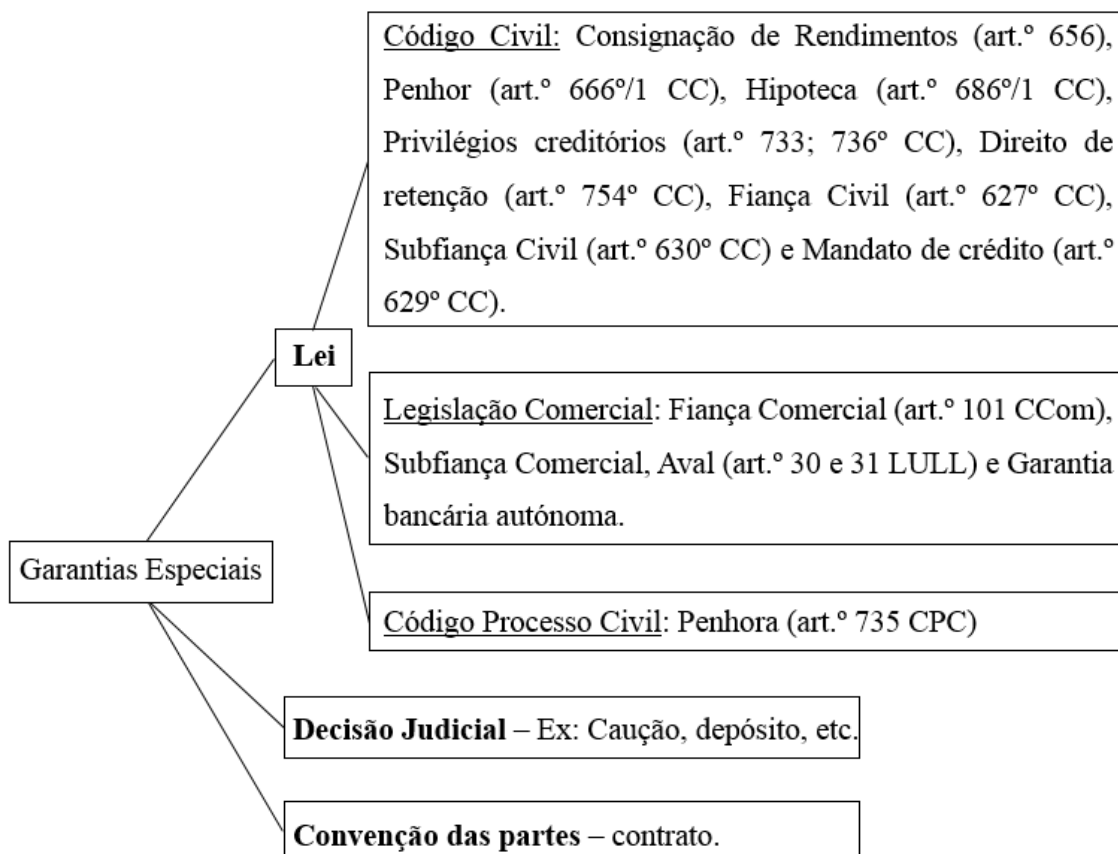 Código Civil: Consignação de Rendimentos (art.º 656),
Penhor (art.º 666º/1 CC), Hipoteca (art.º 686º/1 CC),
Privilégios creditórios (art.º 733; 736º CC), Direito de
retenção (art.º 754º CC), Fiança Civil (art.º 627º CC),
Subfiança Civil (art.º 630º CC) e Mandato de crédito (art.º
629º CC).
Lei
Legislação Comercial: Fiança Comercial (art.º 101 CCom),
Subfiança Comercial, Aval (art.º 30 e 31 LULL) e Garantia
bancária autónoma.
Garantias Especiais
Código Processo Civil: Penhora (art.º 735 CPC)
Decisão Judicial – Ex: Caução, depósito, etc.
Convenção das partes – contrato.